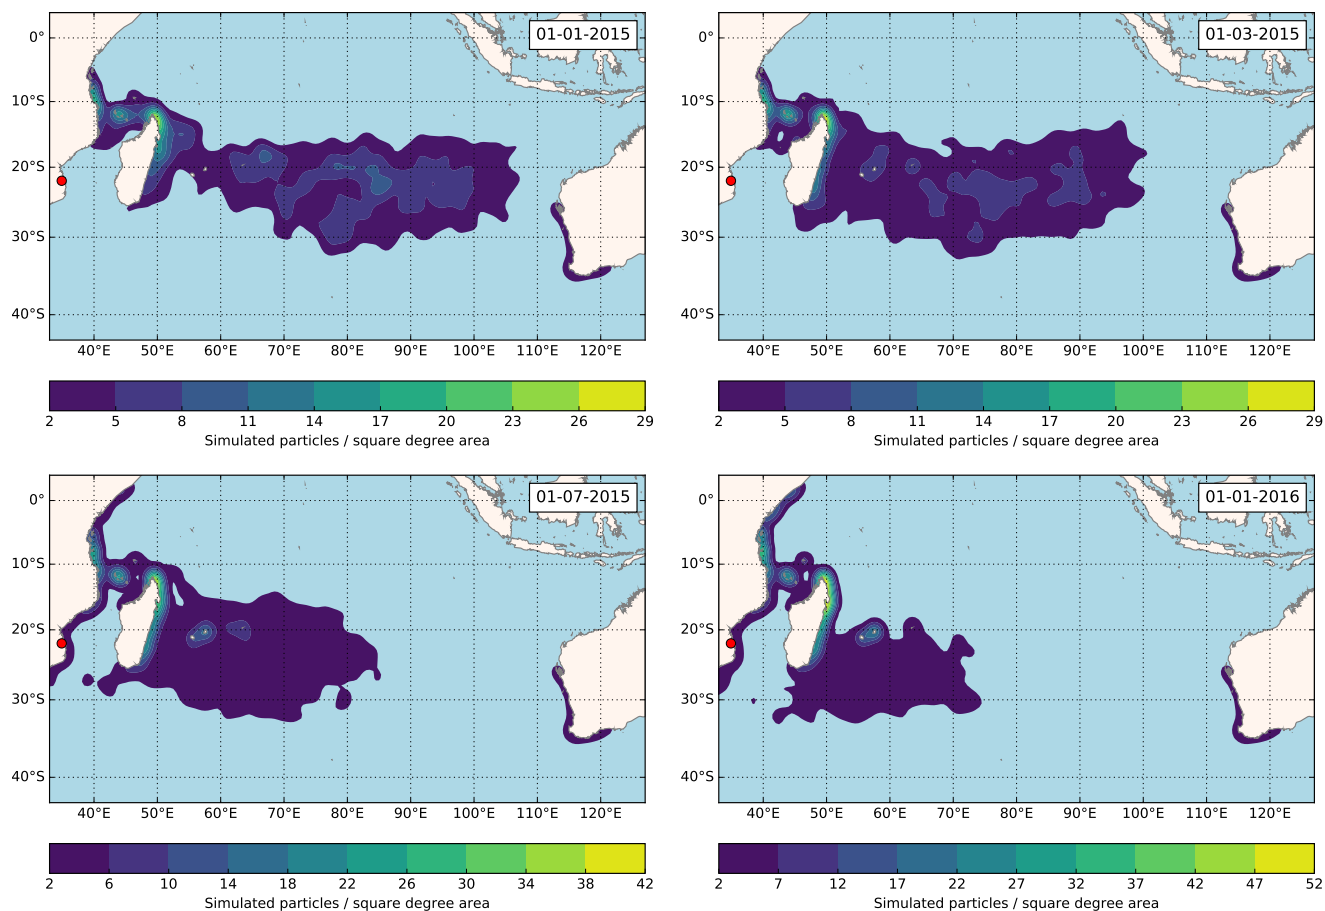 01-01-2015
0°
10°S
20°S
30°S
40°S
40°E 50°E 60°E 70°E 80°E 90°E 100°E 110°E 120°E
2 5 8 11 14 17 20 23 26 29
Simulated particles / square degree area
01-03-2015
0°
10°S
20°S
30°S
40°S
40°E 50°E 60°E 70°E 80°E 90°E 100°E 110°E 120°E
2 5 8 11 14 17 20 23 26 29
Simulated particles / square degree area
01-07-2015
0°
10°S
20°S
30°S
40°S
40°E 50°E 60°E 70°E 80°E 90°E 100°E 110°E 120°E
2 6 10 14 18 22 26 30 34 38 42
Simulated particles / square degree area
01-01-2016
0°
10°S
20°S
30°S
40°S
40°E 50°E 60°E 70°E 80°E 90°E 100°E 110°E 120°E
2 7 12 17 22 27 32 37 42 47 52
Simulated particles / square degree area